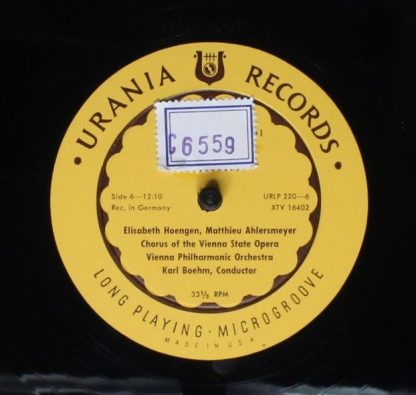 URANIA RECORDS
C6559
Side 6—12:10
URLP 220—6
Rec. in Germany
XTV 16402
Elisabeth Hoengen, Matthieu Ahlersmeyer
Chorus of the Vienna State Opera
Vienna Philharmonic Orchestra
Karl Boehm, Conductor
33⅓ RPM
LONG PLAYING · MICROGROOVE
MADE IN U.S.A.